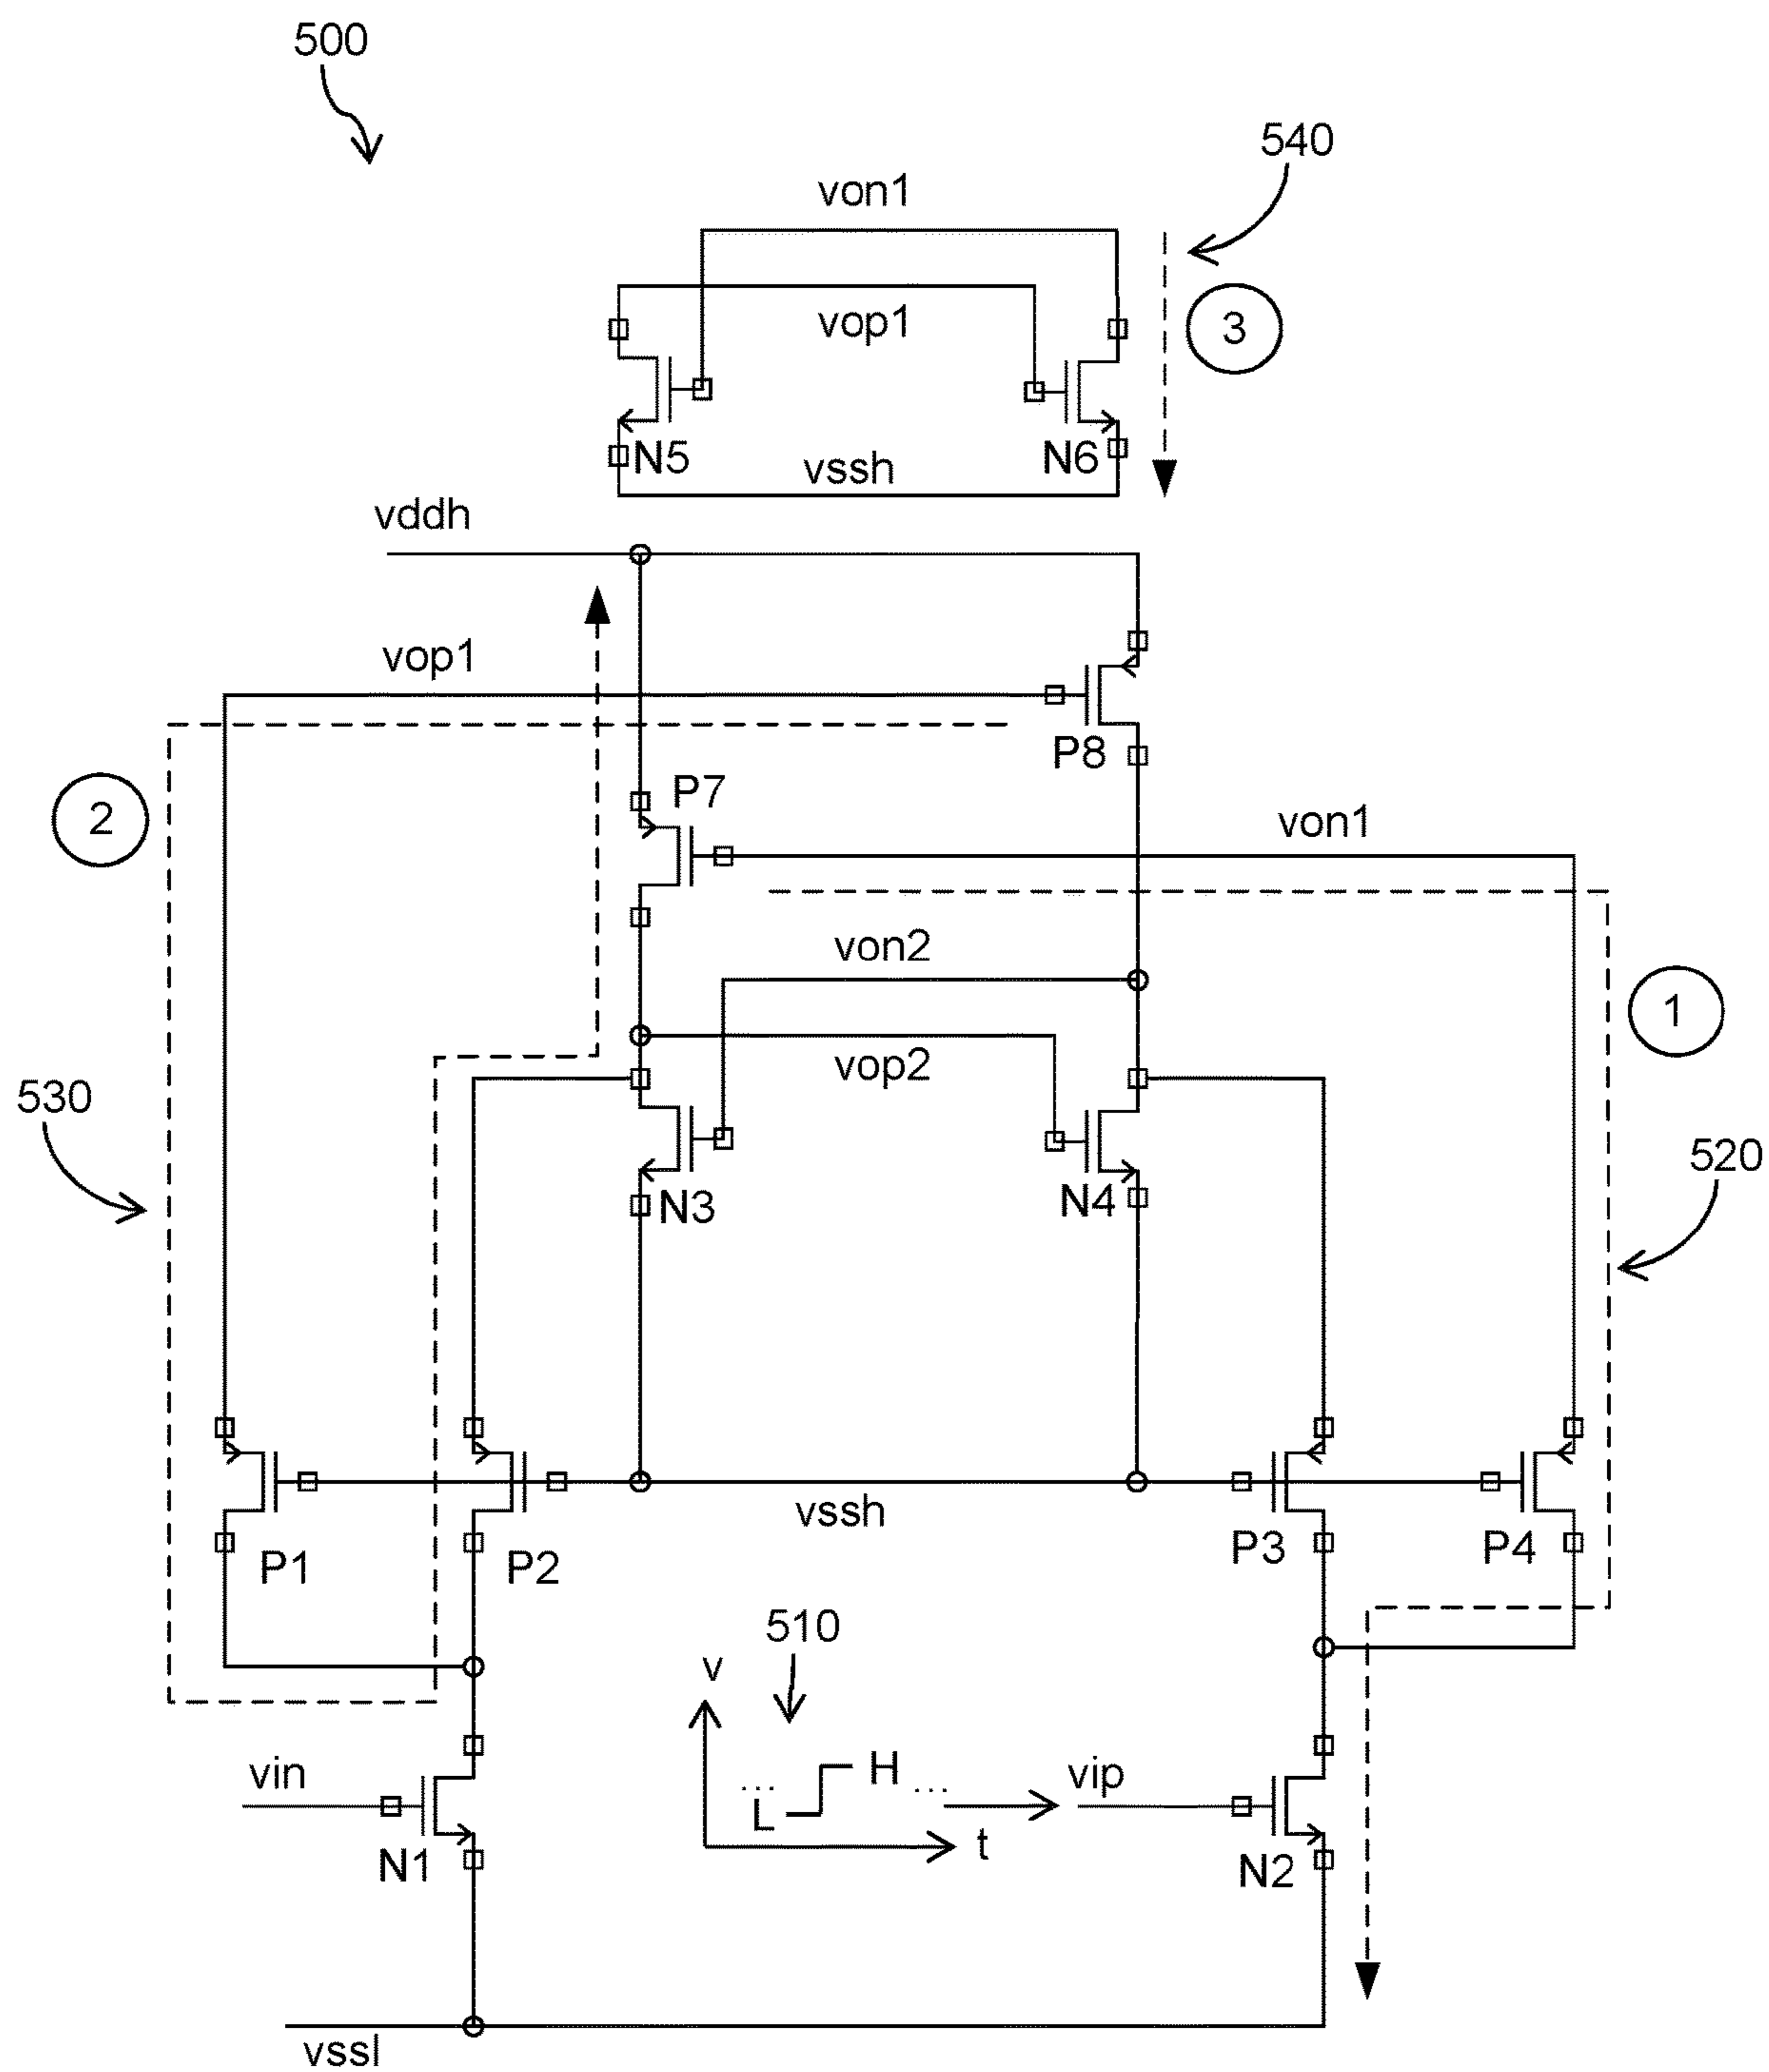 500
540
von1
vop1
3
N5
N6
vssh
vddh
vop1
P8
P7
2
von1
von2
1
vop2
530
520
N3
N4
vssh
P1
P2
P3
P4
510
v
vin
... L H ...
vip
t
N1
N2
vssl